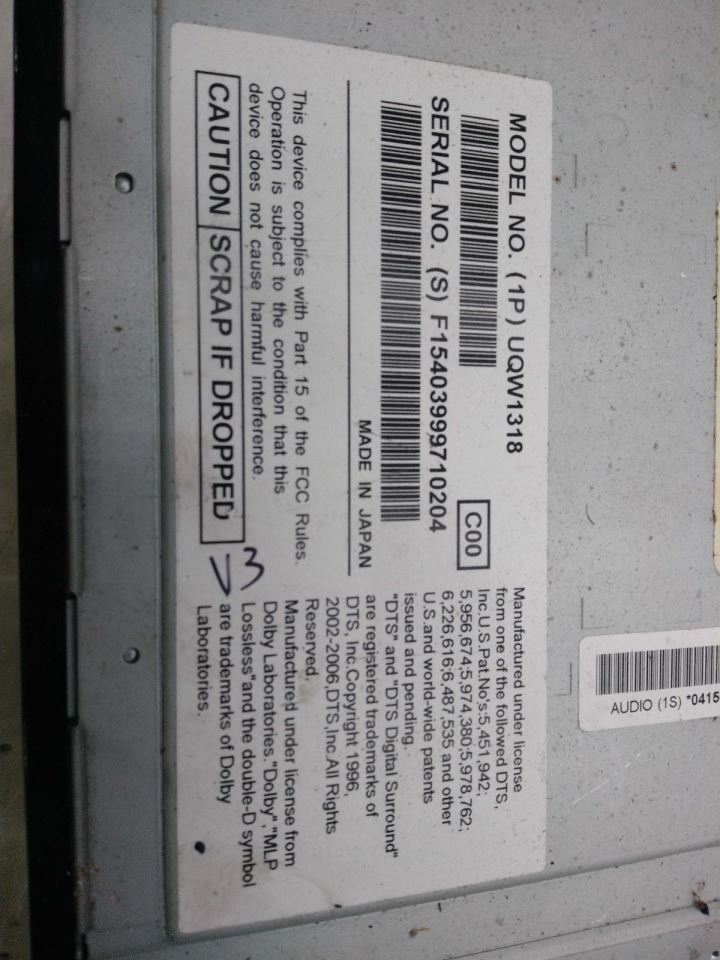 MODEL NO. (1P) UQW1318
C00
SERIAL NO. (S) F15403999710204
MADE IN JAPAN
This device complies with Part 15 of the FCC Rules.
Operation is subject to the condition that this
device does not cause harmful interference.
CAUTION SCRAP IF DROPPED
Manufactured under license
from one of the followed DTS,
Inc.U.S.Pat.No's:5,451,942;
5,956,674;5,974,380;5,978,762;
6,226,616;6,487,535 and other
U.S.and world-wide patents
issued and pending.
"DTS" and "DTS Digital Surround"
are registered trademarks of
DTS, Inc.Copyright 1996,
2002-2006,DTS,Inc.All Rights
Reserved.
Manufactured under license from
Dolby Laboratories."Dolby","MLP
Lossless"and the double-D symbol
are trademarks of Dolby
Laboratories.
AUDIO (1S) *0415